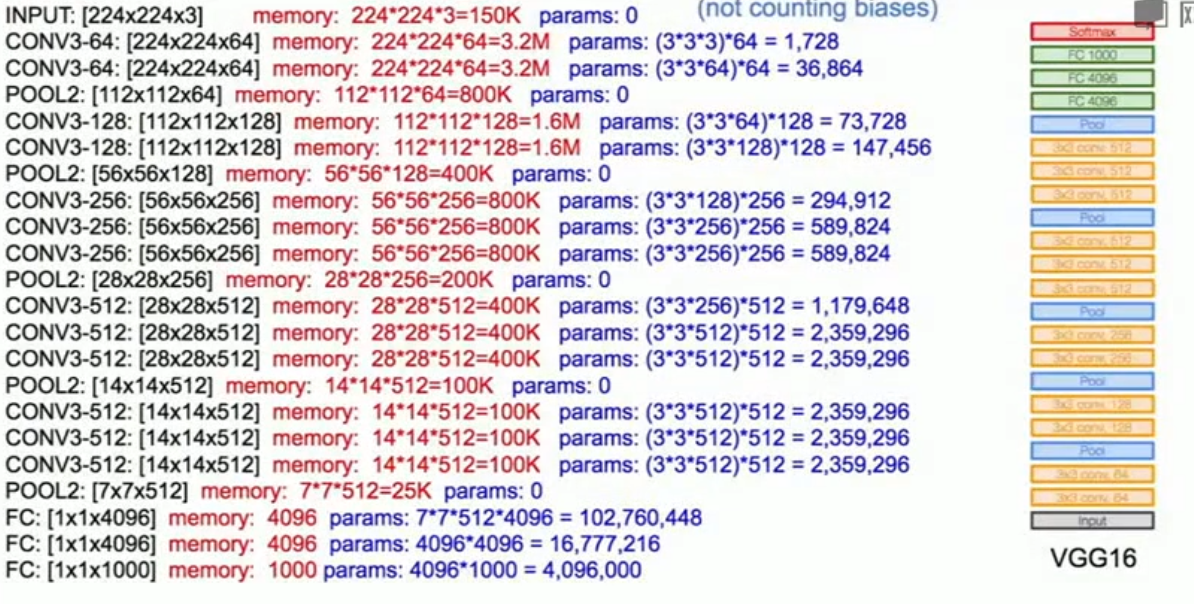 (not counting biases)
INPUT: [224x224x3] memory: 224*224*3=150K params: 0
CONV3-64: [224x224x64] memory: 224*224*64=3.2M params: (3*3*3)*64 = 1,728
CONV3-64: [224x224x64] memory: 224*224*64=3.2M params: (3*3*64)*64 = 36,864
POOL2: [112x112x64] memory: 112*112*64=800K params: 0
CONV3-128: [112x112x128] memory: 112*112*128=1.6M params: (3*3*64)*128 = 73,728
CONV3-128: [112x112x128] memory: 112*112*128=1.6M params: (3*3*128)*128 = 147,456
POOL2: [56x56x128] memory: 56*56*128=400K params: 0
CONV3-256: [56x56x256] memory: 56*56*256=800K params: (3*3*128)*256 = 294,912
CONV3-256: [56x56x256] memory: 56*56*256=800K params: (3*3*256)*256 = 589,824
CONV3-256: [56x56x256] memory: 56*56*256=800K params: (3*3*256)*256 = 589,824
POOL2: [28x28x256] memory: 28*28*256=200K params: 0
CONV3-512: [28x28x512] memory: 28*28*512=400K params: (3*3*256)*512 = 1,179,648
CONV3-512: [28x28x512] memory: 28*28*512=400K params: (3*3*512)*512 = 2,359,296
CONV3-512: [28x28x512] memory: 28*28*512=400K params: (3*3*512)*512 = 2,359,296
POOL2: [14x14x512] memory: 14*14*512=100K params: 0
CONV3-512: [14x14x512] memory: 14*14*512=100K params: (3*3*512)*512 = 2,359,296
CONV3-512: [14x14x512] memory: 14*14*512=100K params: (3*3*512)*512 = 2,359,296
CONV3-512: [14x14x512] memory: 14*14*512=100K params: (3*3*512)*512 = 2,359,296
POOL2: [7x7x512] memory: 7*7*512=25K params: 0
FC: [1x1x4096] memory: 4096 params: 7*7*512*4096 = 102,760,448
FC: [1x1x4096] memory: 4096 params: 4096*4096 = 16,777,216
FC: [1x1x1000] memory: 1000 params: 4096*1000 = 4,096,000
Softmax
FC 1000
FC 4096
FC 4096
Pool
3x3 conv, 512
3x3 conv, 512
3x3 conv, 512
Pool
3x3 conv, 512
3x3 conv, 512
3x3 conv, 512
Pool
3x3 conv, 256
3x3 conv, 256
Pool
3x3 conv, 128
3x3 conv, 128
Pool
3x3 conv, 64
3x3 conv, 64
Input
VGG16